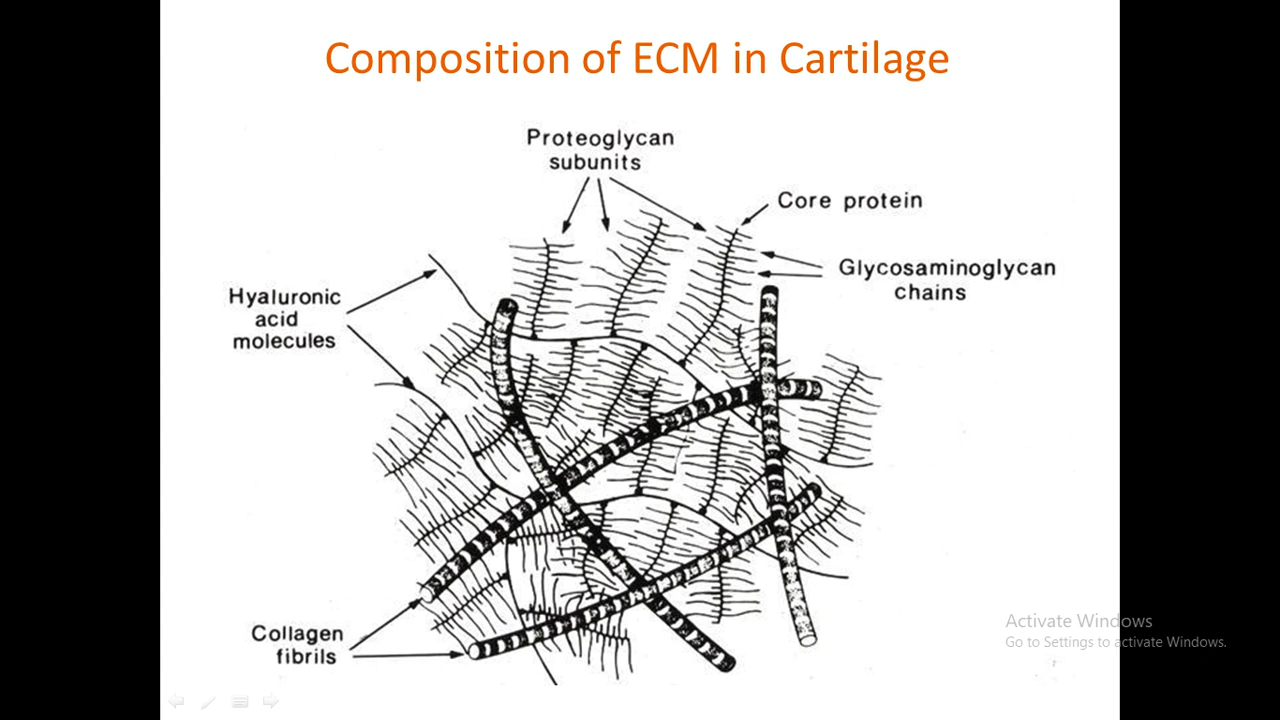 Composition of ECM in Cartilage
Proteoglycan
subunits
Core protein
Glycosaminoglycan
chains
Hyaluronic
acid
molecules
Collagen
fibrils
Activate Windows
Go to Settings to activate Windows.